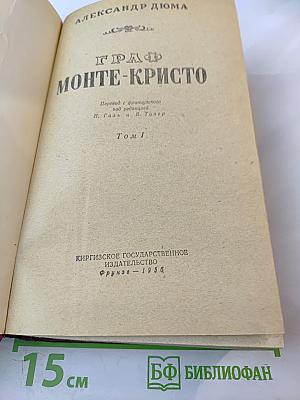 АЛЕКСАНДР ДЮМА
ГРАФ
МОНТЕ-КРИСТО
Перевод с французского
под редакцией
Н. Галь и В. Топер
Том I
КИРГИЗСКОЕ ГОСУДАРСТВЕННОЕ
ИЗДАТЕЛЬСТВО
Фрунзе — 1956
15 см
БФ БИБЛИОФАН